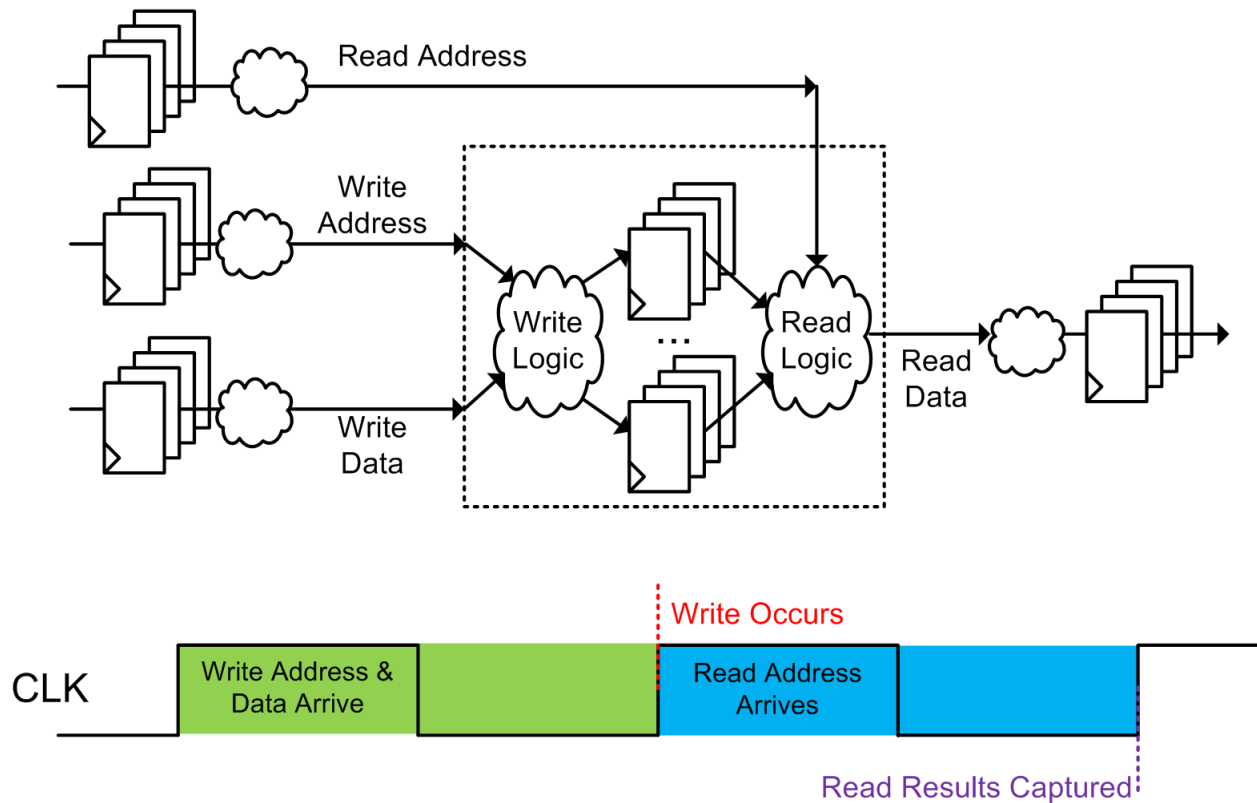 Read Address
Write
Address
Write
Logic
...
Read
Logic
Read
Data
Write
Data
Write Occurs
CLK
Write Address &
Data Arrive
Read Address
Arrives
Read Results Captured